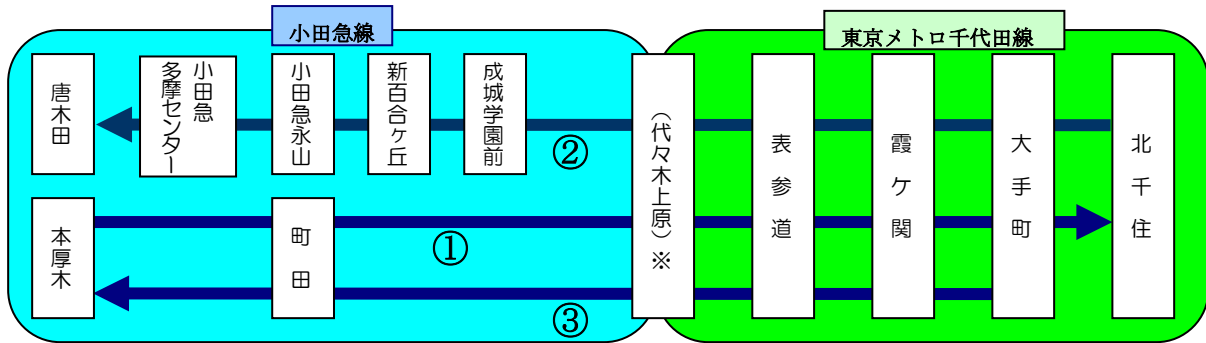 小田急線
東京メトロ千代田線
唐木田
小田急
多摩センター
小田急永山
新百合ヶ丘
成城学園前
②
(代々木上原)※
表参道
霞ケ関
大手町
北千住
本厚木
町田
①
③